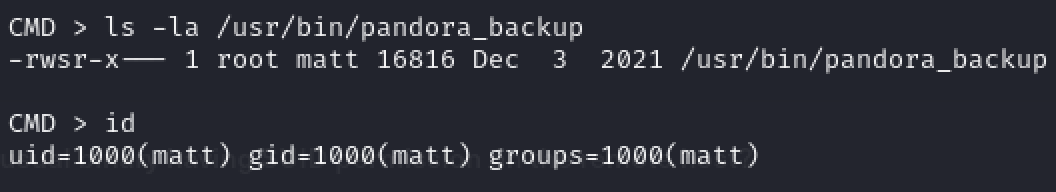 CMD > ls -la /usr/bin/pandora_backup
-rwsr-x--- 1 root matt 16816 Dec  3  2021 /usr/bin/pandora_backup
CMD > id
uid=1000(matt) gid=1000(matt) groups=1000(matt)